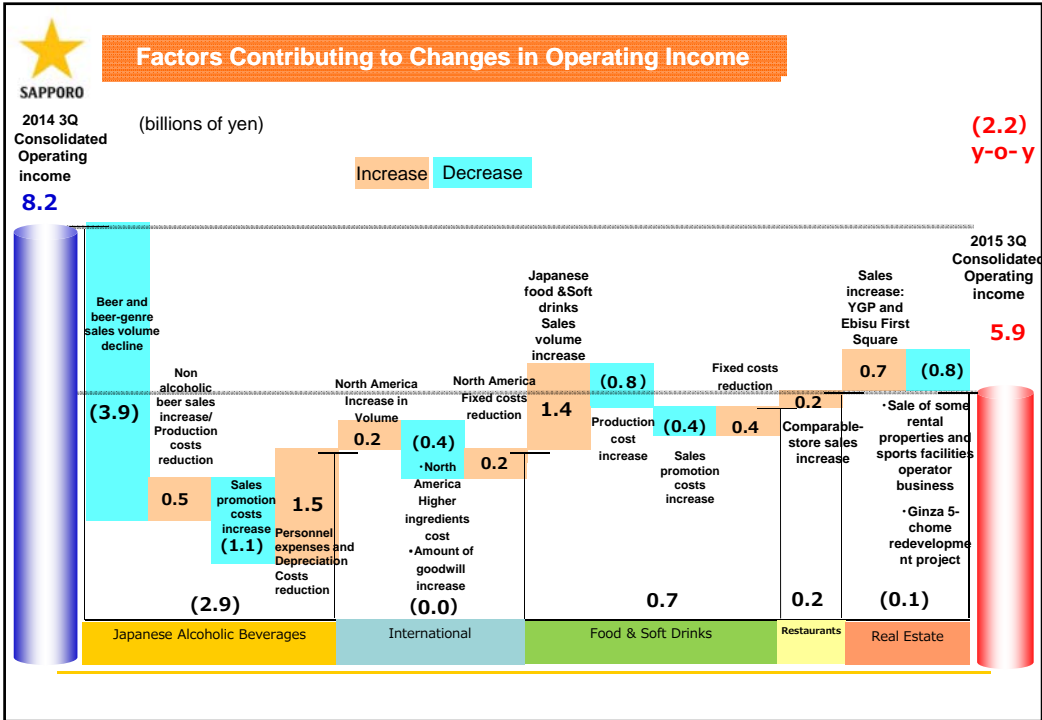 Factors Contributing to Changes in Operating Income
SAPPORO
2014 3Q
Consolidated
Operating
income
8.2
(billions of yen)
Increase
Decrease
(2.2)
y-o-y
2015 3Q
Consolidated
Operating
income
5.9
Beer and
beer-genre
sales volume
decline
(3.9)
Non
alcoholic
beer sales
increase/
Production
costs
reduction
0.5
Sales
promotion
costs
increase
(1.1)
1.5
Personnel
expenses and
Depreciation
Costs
reduction
North America
Increase in
Volume
0.2
(0.4)
・North
America
Higher
ingredients
cost
・Amount of
goodwill
increase
North America
Fixed costs
reduction
0.2
Japanese
food &Soft
drinks
Sales
volume
increase
1.4
(0.8)
Production
cost
increase
(0.4)
Sales
promotion
costs
increase
Fixed costs
reduction
0.4
0.2
Comparable-
store sales
increase
Sales
increase:
YGP and
Ebisu First
Square
0.7
(0.8)
・Sale of some
rental
properties and
sports facilities
operator
business
・Ginza 5-
chome
redevelopme
nt project
(2.9)
(0.0)
0.7
0.2
(0.1)
Japanese Alcoholic Beverages
International
Food & Soft Drinks
Restaurants
Real Estate